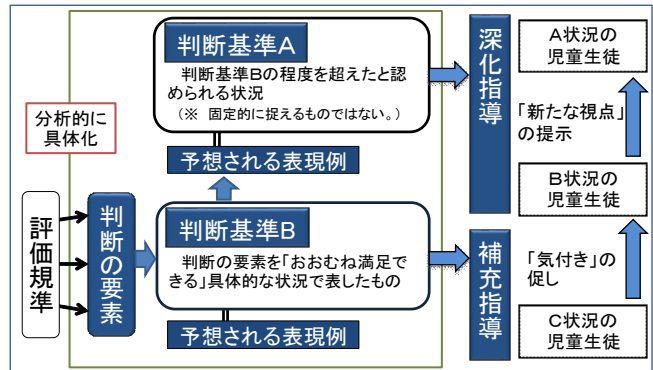 分析的に
具体化
評価規準
判断の要素
判断基準A
判断基準Bの程度を超えたと認
められる状況
(※ 固定的に捉えるものではない。)
予想される表現例
判断基準B
判断の要素を「おおむね満足で
きる」具体的な状況で表したもの
予想される表現例
深化指導
補充指導
A状況の
児童生徒
「新たな視点」
の提示
B状況の
児童生徒
「気付き」の
促し
C状況の
児童生徒